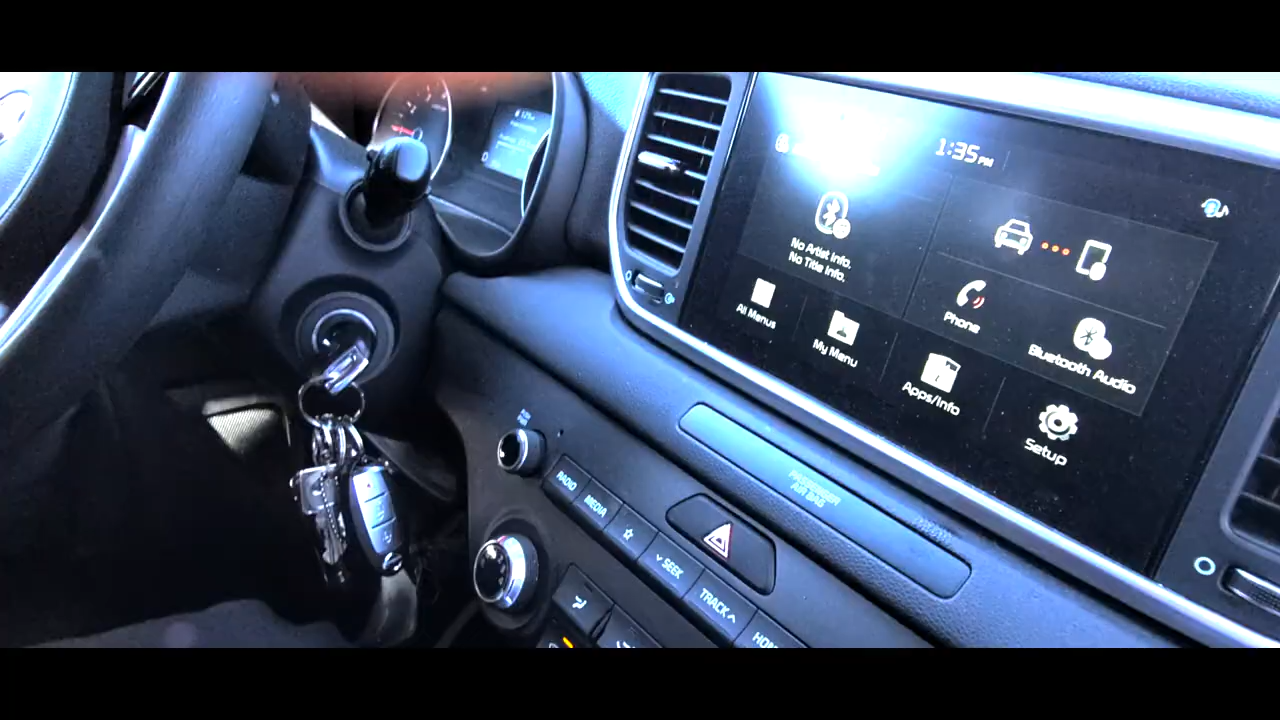 1:35 PM
No Artist Info.
No Title Info.
All Menus
My Menu
Apps/Info
Phone
Bluetooth Audio
Setup
PASSENGER
AIR BAG
RADIO
MEDIA
SEEK
TRACK